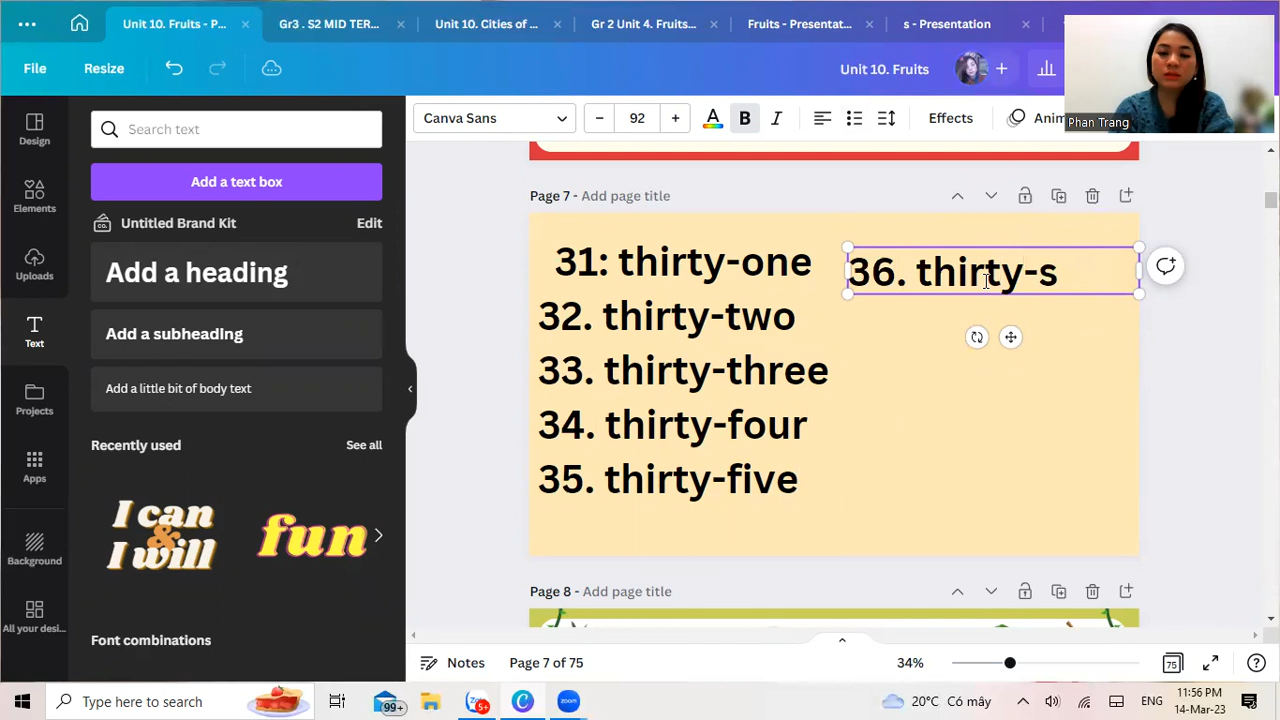 Unit 10. Fruits - P...
Gr3 . S2 MID TER...
Unit 10. Cities of ...
Gr 2 Unit 4. Fruits...
Fruits - Presentat...
s - Presentation
File
Resize
Unit 10. Fruits
Phan Trang
Design
Elements
Uploads
Text
Projects
Apps
Background
All your desi...
Search text
Add a text box
Untitled Brand Kit
Edit
Add a heading
Add a subheading
Add a little bit of body text
Recently used
See all
I can
&
I will
fun
Font combinations
Canva Sans
92
A
B
I
Effects
Anim
Page 7 - Add page title
31: thirty-one
32. thirty-two
33. thirty-three
34. thirty-four
35. thirty-five
36. thirty-s
Page 8 - Add page title
Notes
Page 7 of 75
34%
75
Type here to search
99+
5+
20°C Có mây
ENG
11:56 PM
14-Mar-23